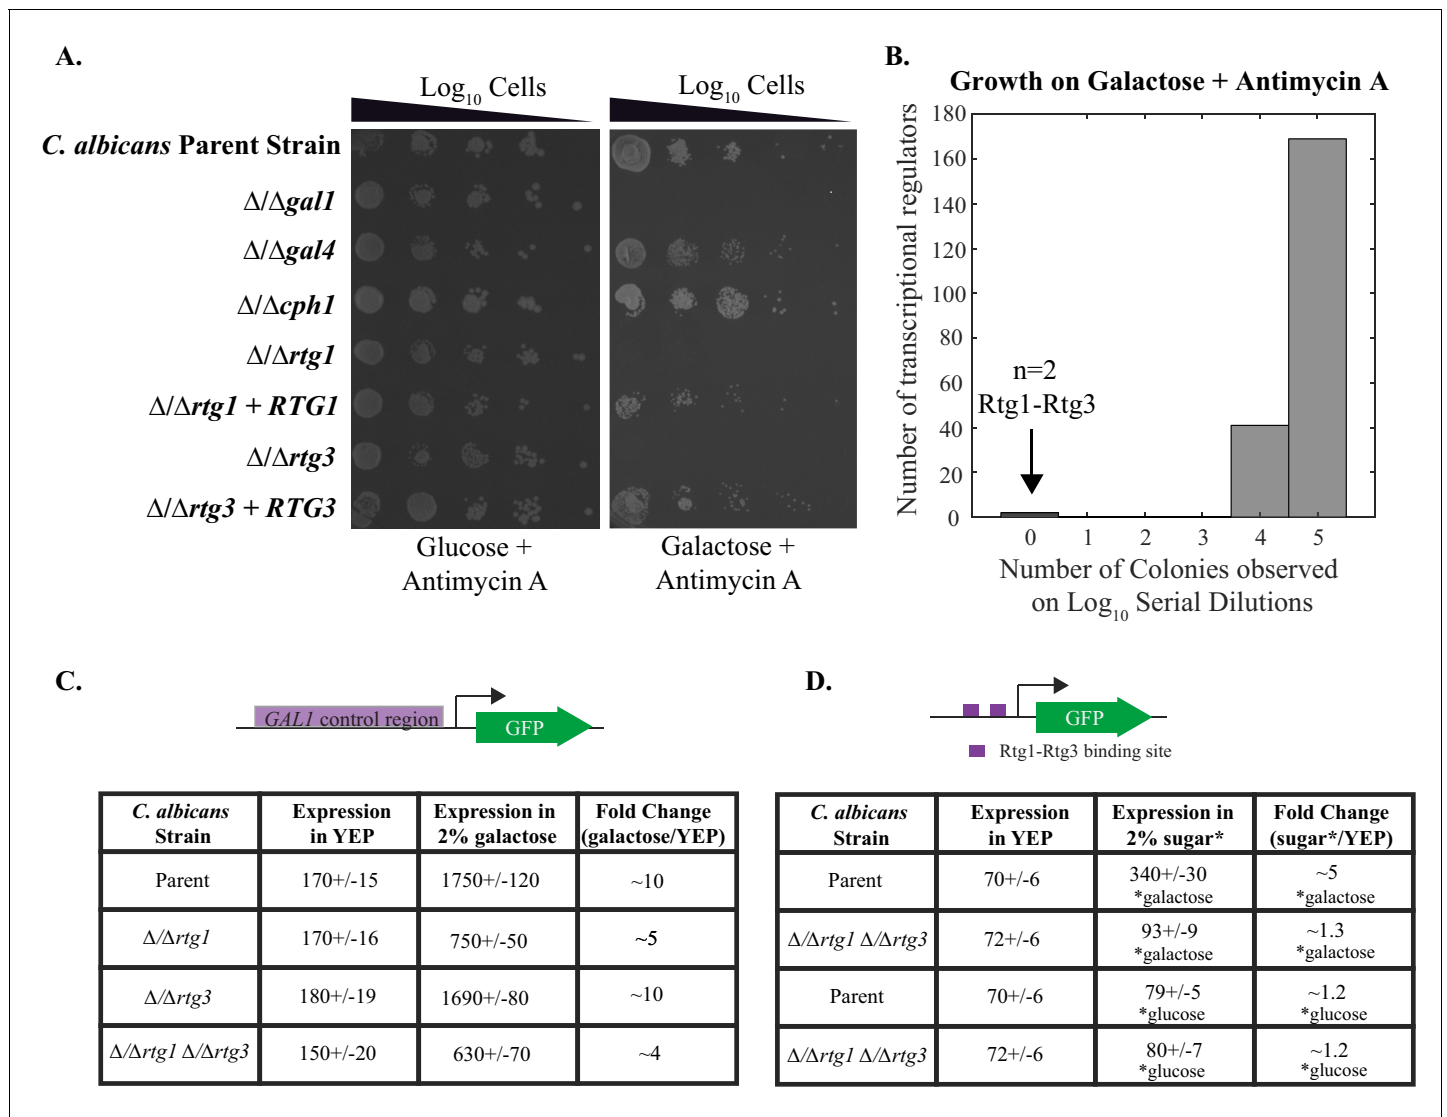 A.
Log10 Cells
Log10 Cells
C. albicans Parent Strain
Δ/Δgal1
Δ/Δgal4
Δ/Δcph1
Δ/Δrtg1
Δ/Δrtg1 + RTG1
Δ/Δrtg3
Δ/Δrtg3 + RTG3
Glucose +
Antimycin A
Galactose +
Antimycin A
B.
Growth on Galactose + Antimycin A
Number of transcriptional regulators
180
160
140
120
100
80
60
40
20
0
n=2
Rtg1-Rtg3
0 1 2 3 4 5
Number of Colonies observed
on Log10 Serial Dilutions
C.
GAL1 control region
GFP
C. albicans Strain | Expression in YEP | Expression in 2% galactose | Fold Change (galactose/YEP)
Parent | 170+/-15 | 1750+/-120 | ~10
Δ/Δrtg1 | 170+/-16 | 750+/-50 | ~5
Δ/Δrtg3 | 180+/-19 | 1690+/-80 | ~10
Δ/Δrtg1 Δ/Δrtg3 | 150+/-20 | 630+/-70 | ~4
D.
GFP
Rtg1-Rtg3 binding site
C. albicans Strain | Expression in YEP | Expression in 2% sugar* | Fold Change (sugar*/YEP)
Parent | 70+/-6 | 340+/-30 *galactose | ~5 *galactose
Δ/Δrtg1 Δ/Δrtg3 | 72+/-6 | 93+/-9 *galactose | ~1.3 *galactose
Parent | 70+/-6 | 79+/-5 *glucose | ~1.2 *glucose
Δ/Δrtg1 Δ/Δrtg3 | 72+/-6 | 80+/-7 *glucose | ~1.2 *glucose